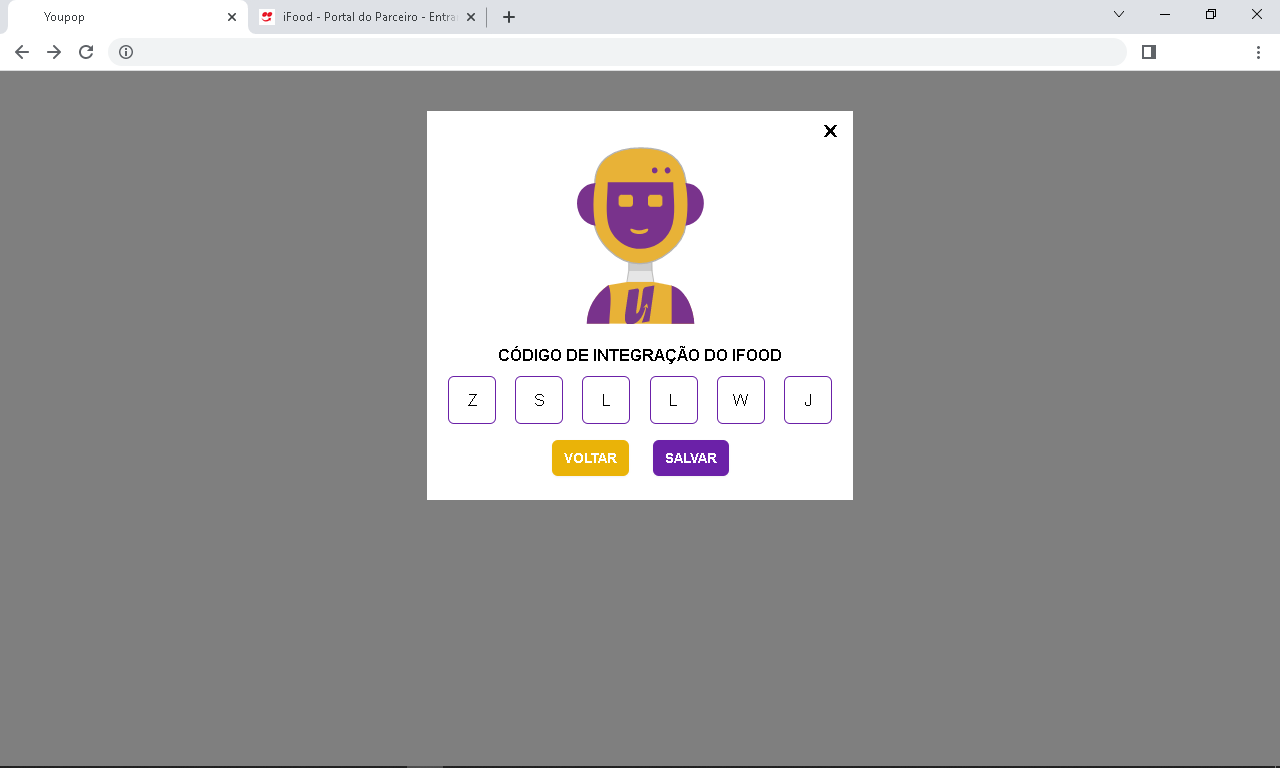 Youpop
iFood - Portal do Parceiro - Entra
X
CÓDIGO DE INTEGRAÇÃO DO IFOOD
Z S L L W J
VOLTAR SALVAR